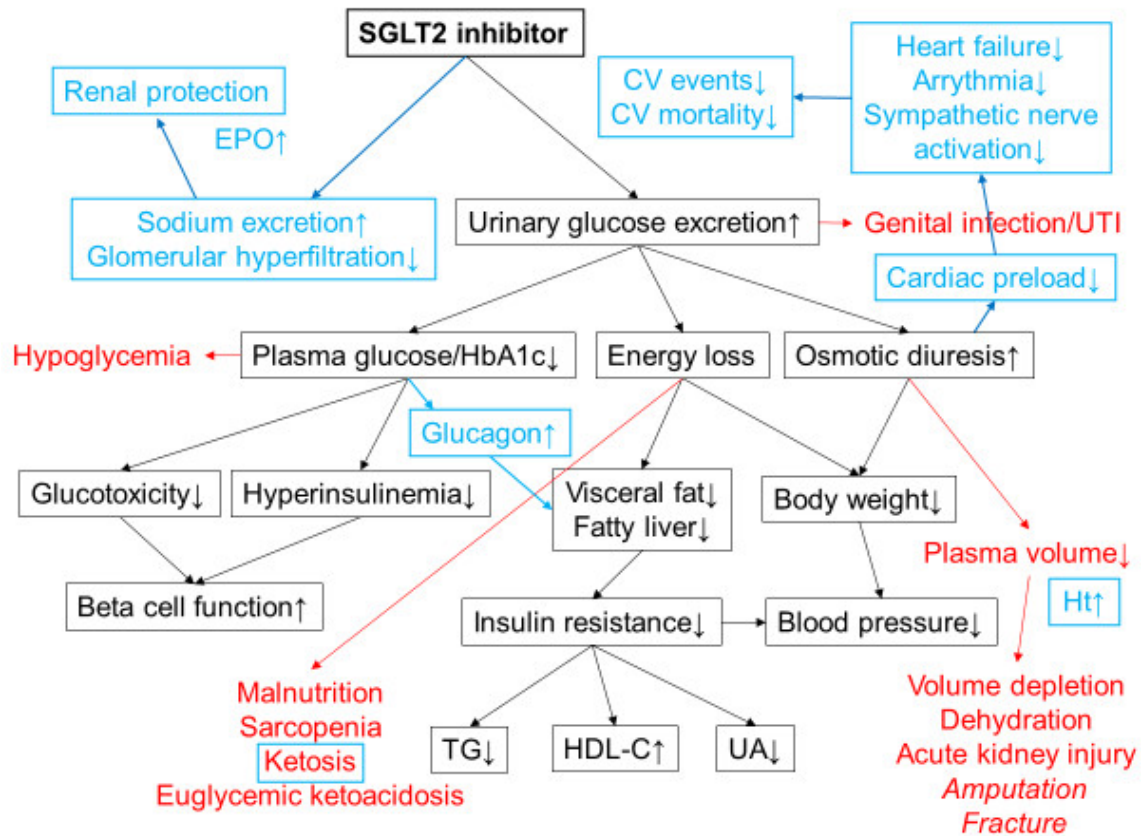 SGLT2 inhibitor
Renal protection
EPO↑
CV events↓
CV mortality↓
Heart failure↓
Arrythmia↓
Sympathetic nerve
activation↓
Sodium excretion↑
Glomerular hyperfiltration↓
Urinary glucose excretion↑
Genital infection/UTI
Cardiac preload↓
Hypoglycemia
Plasma glucose/HbA1c↓
Energy loss
Osmotic diuresis↑
Glucagon↑
Glucotoxicity↓
Hyperinsulinemia↓
Visceral fat↓
Fatty liver↓
Body weight↓
Plasma volume↓
Ht↑
Beta cell function↑
Insulin resistance↓
Blood pressure↓
Malnutrition
Sarcopenia
Ketosis
Euglycemic ketoacidosis
TG↓
HDL-C↑
UA↓
Volume depletion
Dehydration
Acute kidney injury
Amputation
Fracture